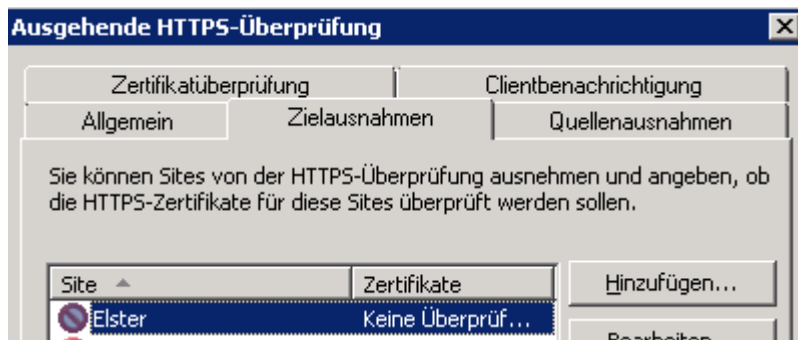 Ausgehende HTTPS-Überprüfung
Zertifikatüberprüfung
Clientbenachrichtigung
Allgemein
Zielausnahmen
Quellenausnahmen
Sie können Sites von der HTTPS-Überprüfung ausnehmen und angeben, ob
die HTTPS-Zertifikate für diese Sites überprüft werden sollen.
Site
Zertifikate
Hinzufügen...
Elster
Keine Überprüf...
Bearbeiten